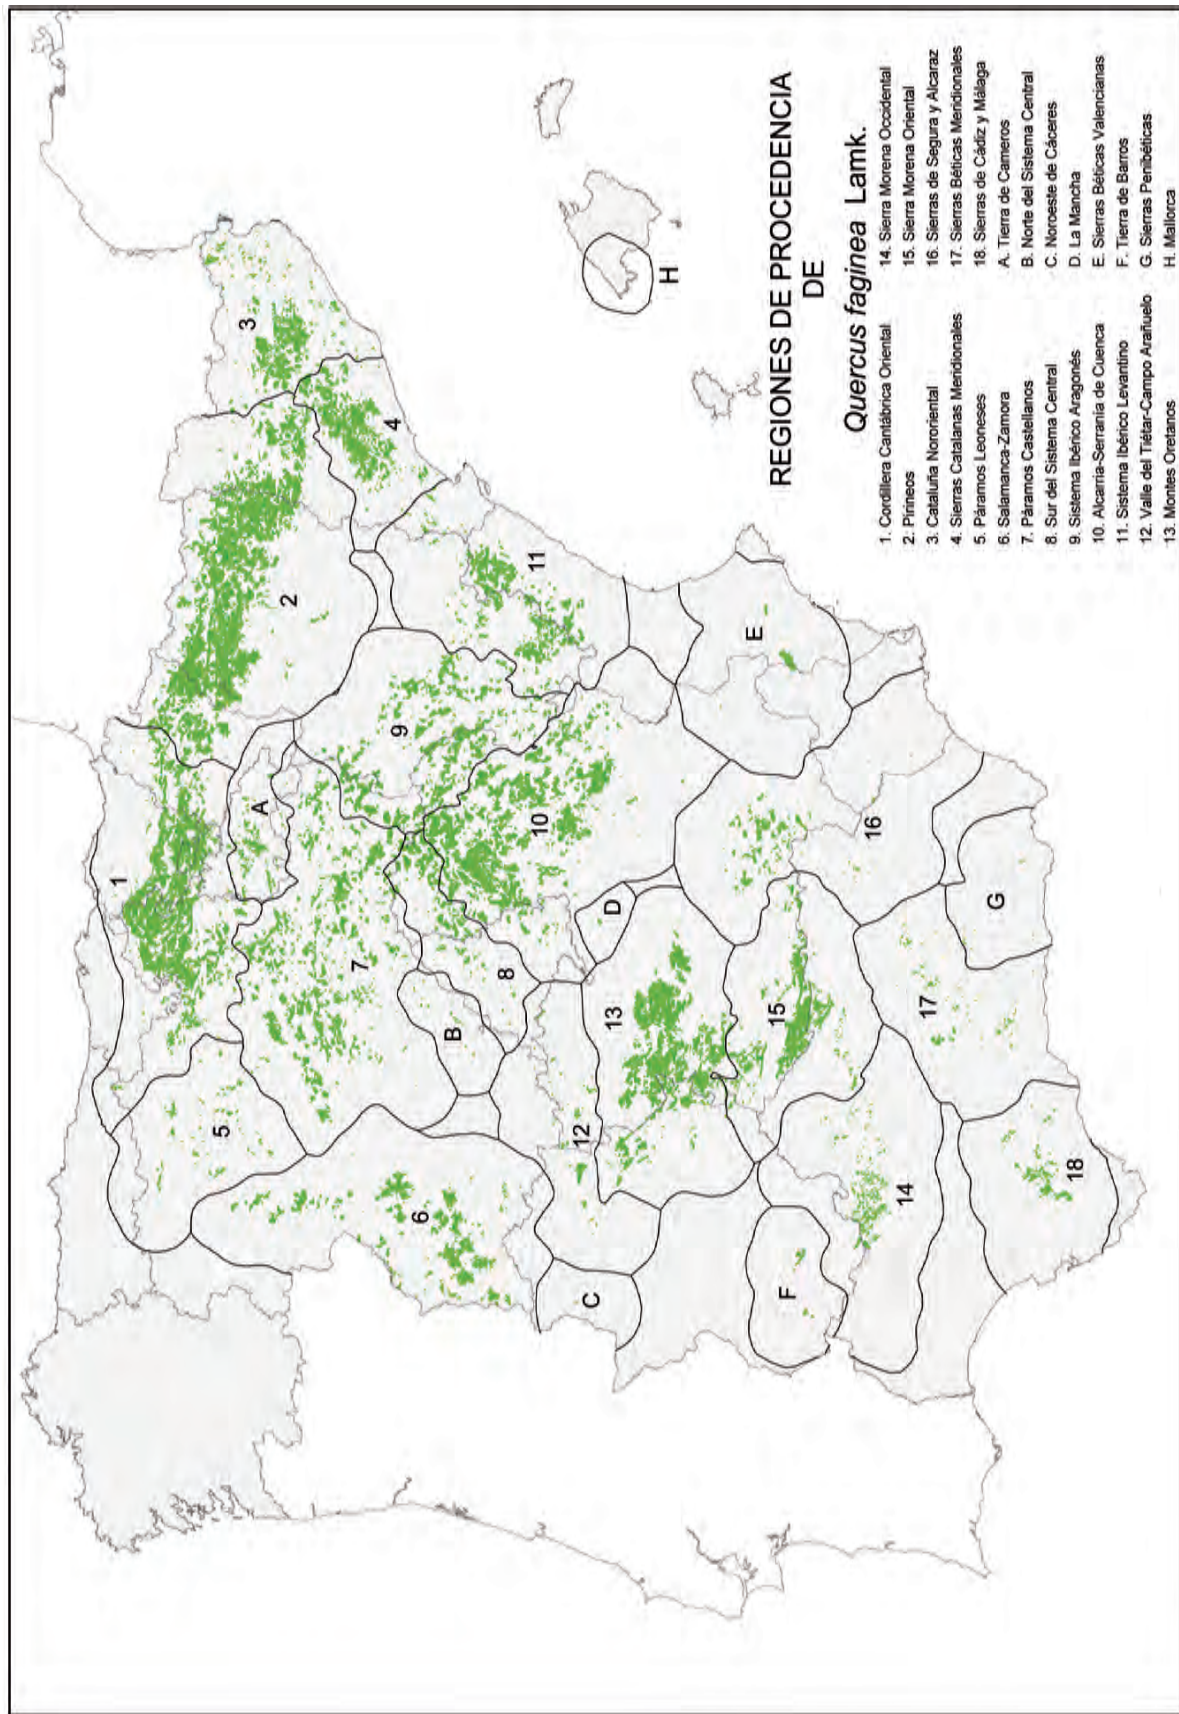 REGIONES DE PROCEDENCIA
DE
Quercus faginea Lamk.
1. Cordillera Cantábrica Oriental
2. Pirineos
3. Cataluña Nororiental
4. Sierras Catalanas Meridionales
5. Páramos Leoneses
6. Salamanca-Zamora
7. Páramos Castellanos
8. Sur del Sistema Central
9. Sistema Ibérico Aragonés
10. Alcarria-Serranía de Cuenca
11. Sistema Ibérico Levantino
12. Valle del Tiétar-Campo Arañuelo
13. Montes Oretanos
14. Sierra Morena Occidental
15. Sierra Morena Oriental
16. Sierras de Segura y Alcaraz
17. Sierras Béticas Meridionales
18. Sierras de Cádiz y Málaga
A. Tierra de Cameros
B. Norte del Sistema Central
C. Noroeste de Cáceres
D. La Mancha
E. Sierras Béticas Valencianas
F. Tierra de Barros
G. Sierras Penibéticas
H. Mallorca
1
2
3
4
5
6
7
8
9
10
11
12
13
14
15
16
17
18
A
B
C
D
E
F
G
H